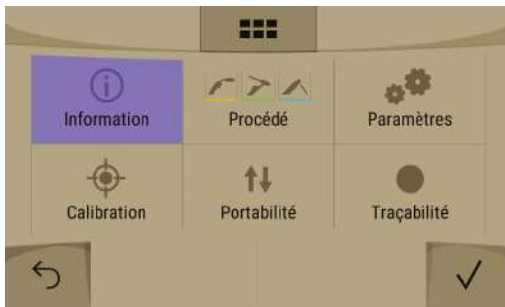 Information
Procédé
Paramètres
Calibration
Portabilité
Traçabilité